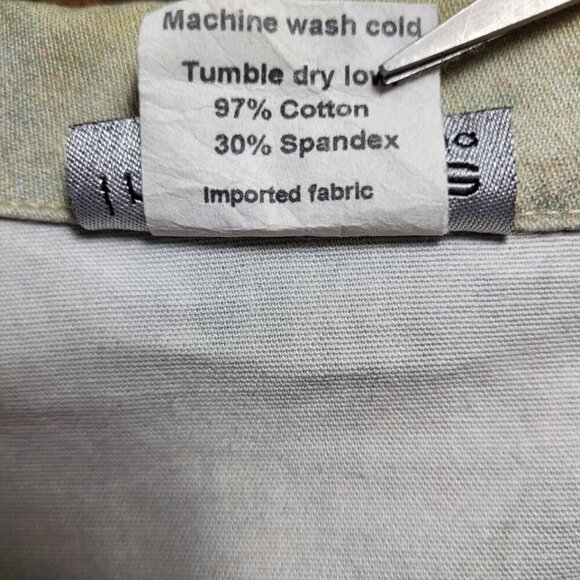 Machine wash cold
Tumble dry low
97% Cotton
30% Spandex
Imported fabric